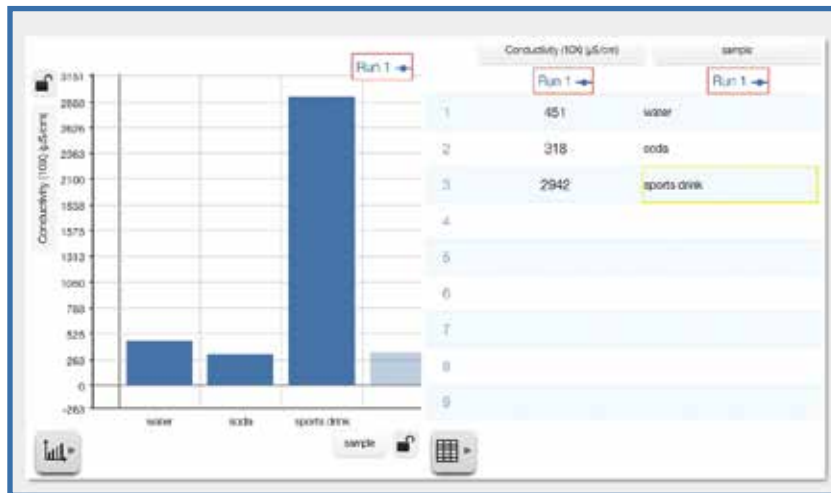 Run 1
Conductivity (10X) (µS/cm)
3151
2888
2626
2363
2100
1838
1575
1313
1050
788
525
263
0
-263
water
soda
sports drink
sample
Conductivity (10X) (µS/cm)
sample
Run 1
Run 1
1 451 water
2 318 soda
3 2942 sports drink
4
5
6
7
8
9